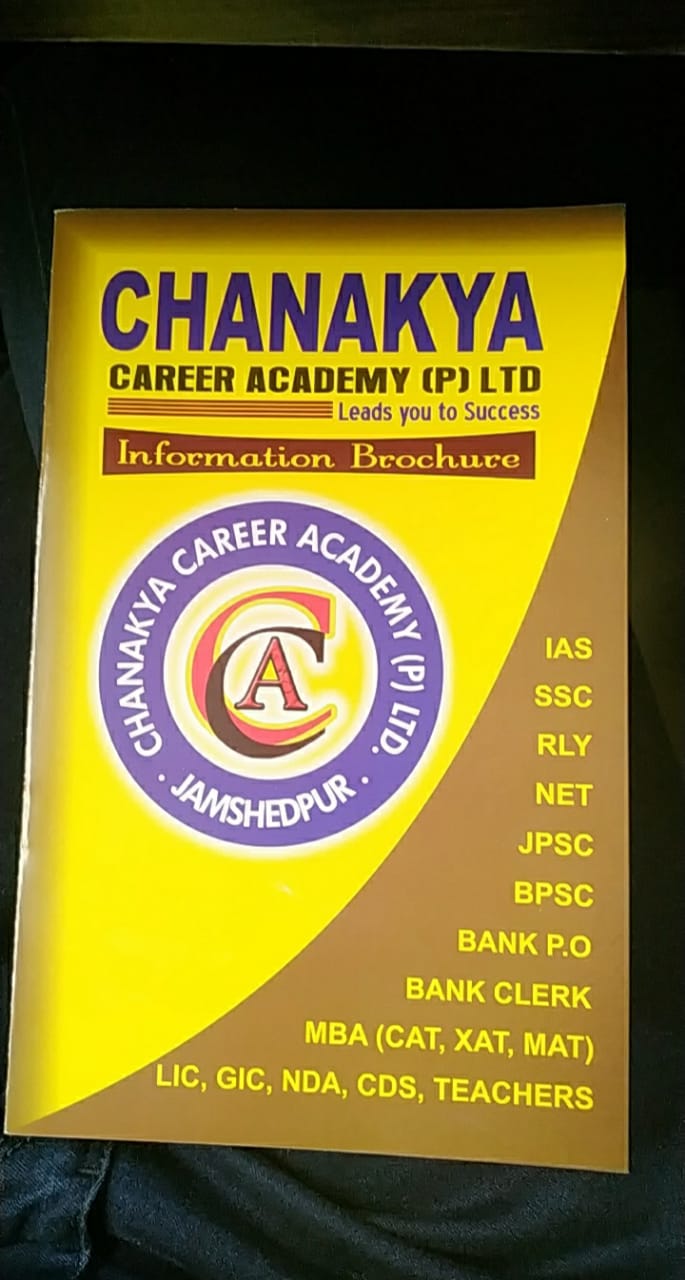 CHANAKYA
CAREER ACADEMY (P) LTD
Leads you to Success
Information Brochure
CHANAKYA CAREER ACADEMY (P) LTD.
· JAMSHEDPUR ·
CCA
IAS
SSC
RLY
NET
JPSC
BPSC
BANK P.O
BANK CLERK
MBA (CAT, XAT, MAT)
LIC, GIC, NDA, CDS, TEACHERS